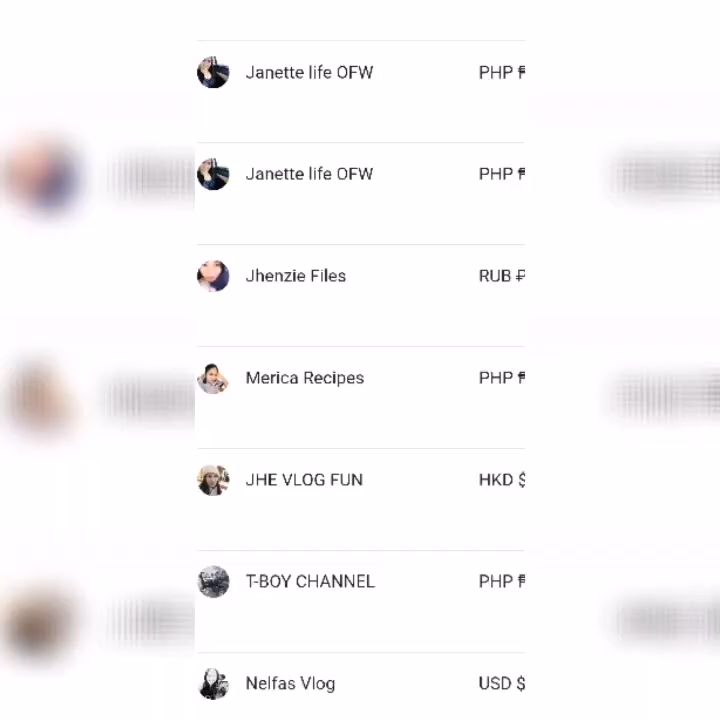 Janette life OFW PHP ₱
Janette life OFW PHP ₱
Jhenzie Files RUB ₽
Merica Recipes PHP ₱
JHE VLOG FUN HKD $
T-BOY CHANNEL PHP ₱
Nelfas Vlog USD $